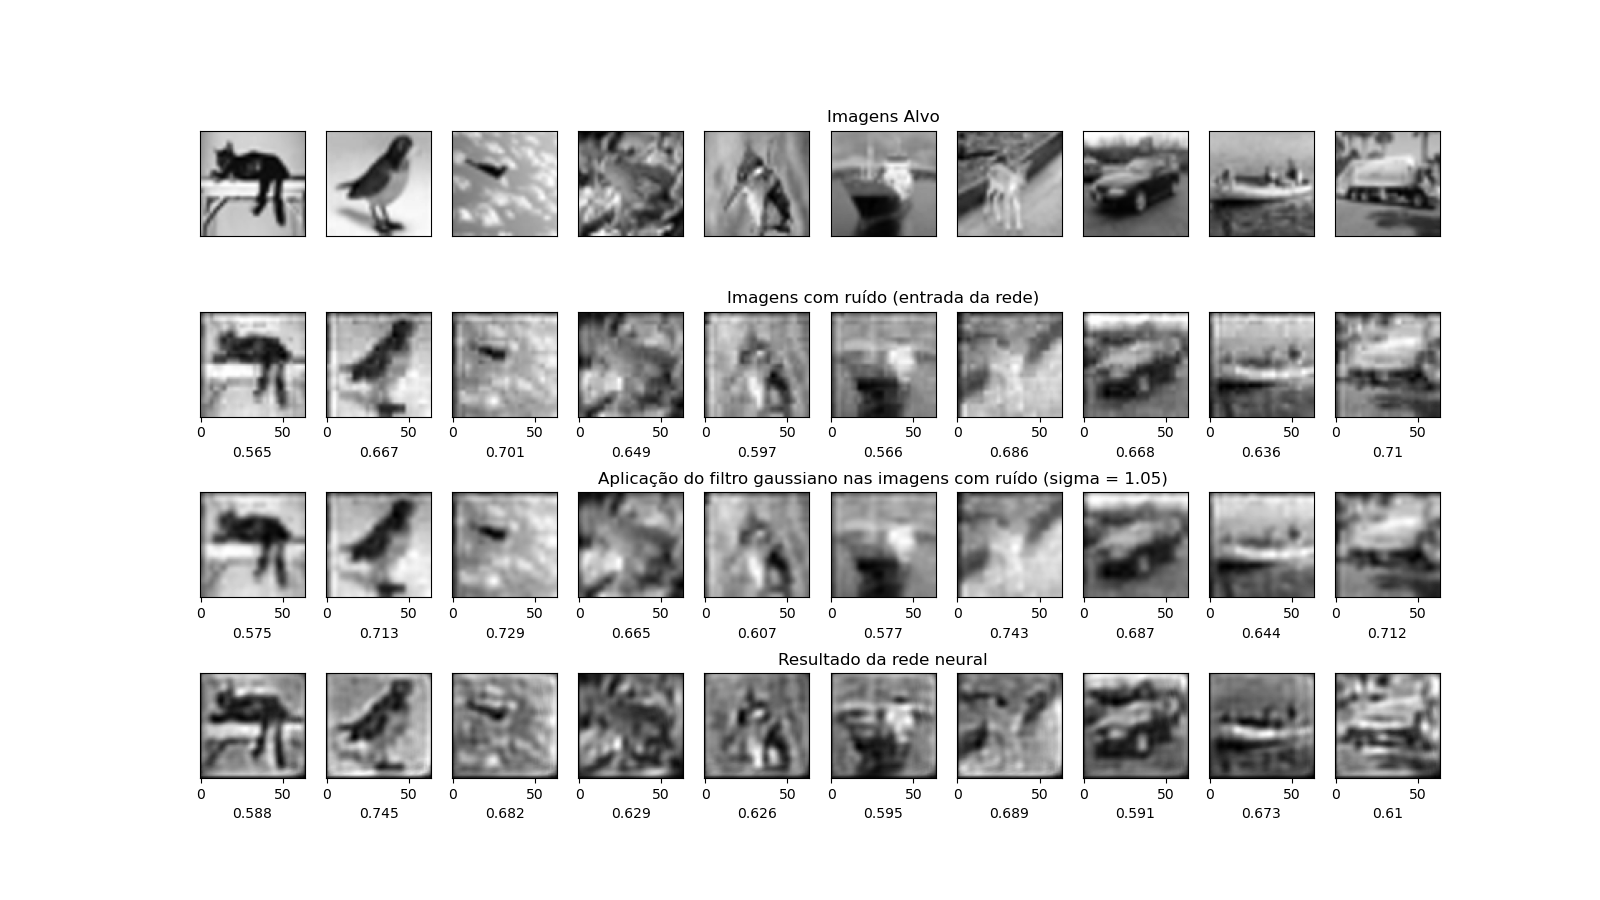 Imagens Alvo
Imagens com ruído (entrada da rede)
0 50 0 50 0 50 0 50 0 50 0 50 0 50 0 50 0 50 0 50
0.565 0.667 0.701 0.649 0.597 0.566 0.686 0.668 0.636 0.71
Aplicação do filtro gaussiano nas imagens com ruído (sigma = 1.05)
0 50 0 50 0 50 0 50 0 50 0 50 0 50 0 50 0 50 0 50
0.575 0.713 0.729 0.665 0.607 0.577 0.743 0.687 0.644 0.712
Resultado da rede neural
0 50 0 50 0 50 0 50 0 50 0 50 0 50 0 50 0 50 0 50
0.588 0.745 0.682 0.629 0.626 0.595 0.689 0.591 0.673 0.61